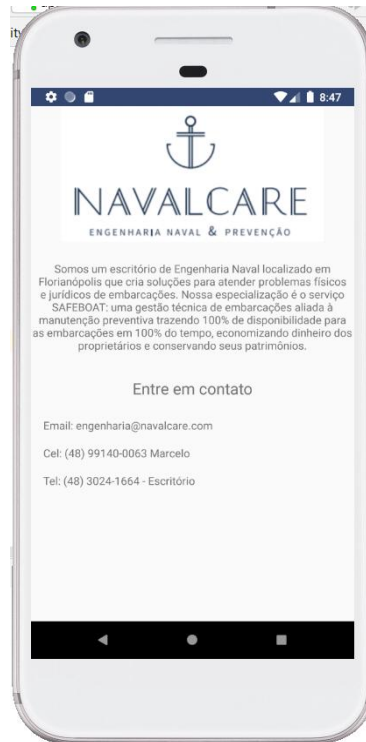 8:47
NAVALCARE
ENGENHARIA NAVAL & PREVENÇÃO
Somos um escritório de Engenharia Naval localizado em
Florianópolis que cria soluções para atender problemas físicos
e jurídicos de embarcações. Nossa especialização é o serviço
SAFEBOAT: uma gestão técnica de embarcações aliada à
manutenção preventiva trazendo 100% de disponibilidade para
as embarcações em 100% do tempo, economizando dinheiro dos
proprietários e conservando seus patrimônios.
Entre em contato
Email: engenharia@navalcare.com
Cel: (48) 99140-0063 Marcelo
Tel: (48) 3024-1664 - Escritório